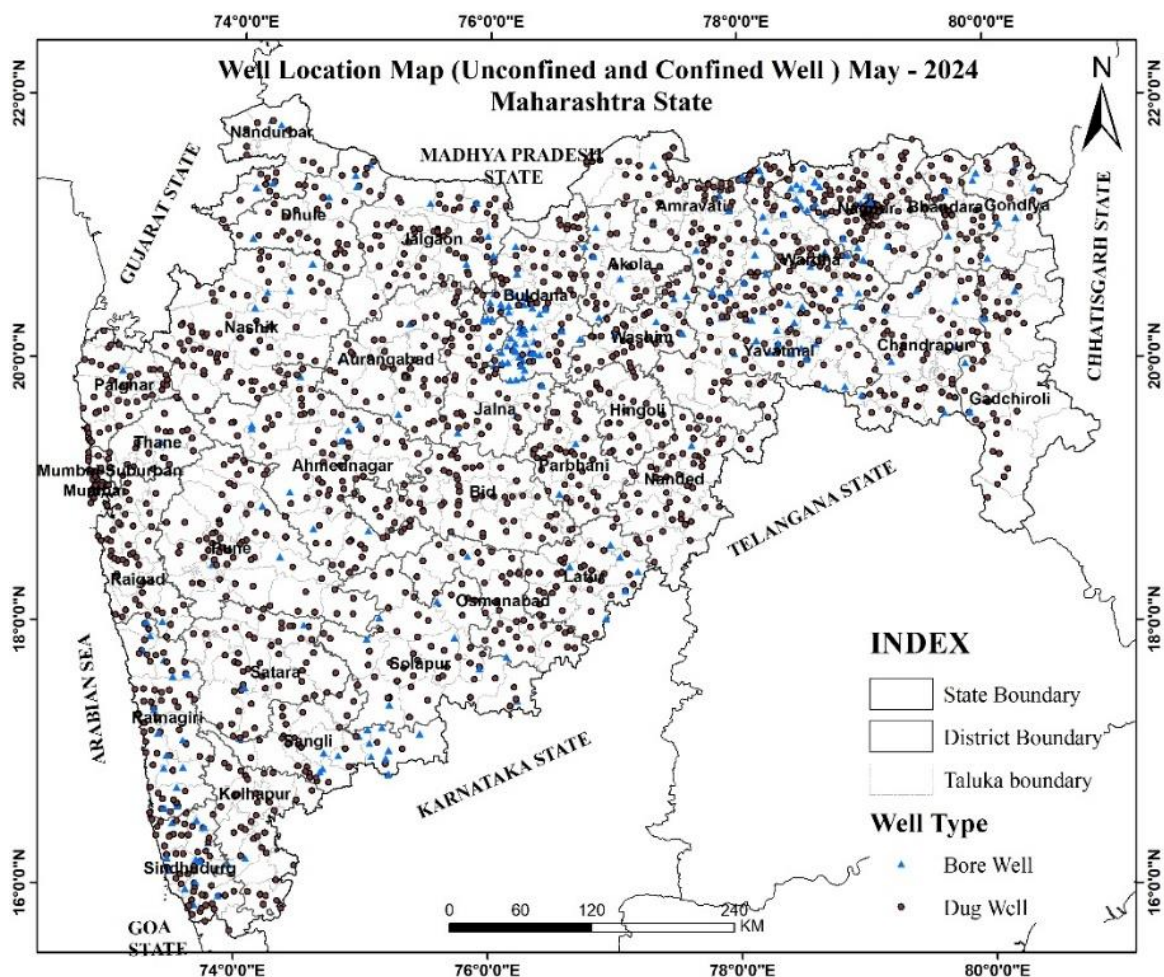 74°0'0"E 76°0'0"E 78°0'0"E 80°0'0"E
Well Location Map (Unconfined and Confined Well ) May - 2024
Maharashtra State
N
22°0'0"N
22°0'0"N
Nandurbar
MADHYA PRADESH
STATE
GUJARAT STATE
CHHATISGARH STATE
Dhule
Jalgaon
Amravati
Nagpur
Bhandara
Gondiya
Akola
Wardha
Buldana
Nashik
Aurangabad
Washim
Yavatmal
Chandrapur
20°0'0"N
20°0'0"N
Palghar
Jalna
Hingoli
Gadchiroli
Thane
Mumbai Suburban
Mumbai
Ahmednagar
Parbhani
Bid
Nanded
TELANGANA STATE
Pune
Raigad
Latur
Osmanabad
18°0'0"N
18°0'0"N
ARABIAN SEA
Satara
Solapur
Ratnagiri
Sangli
Kolhapur
KARNATAKA STATE
Sindhudurg
16°0'0"N
16°0'0"N
GOA
STATE
INDEX
State Boundary
District Boundary
Taluka boundary
Well Type
Bore Well
Dug Well
0 60 120 240
KM
74°0'0"E 76°0'0"E 78°0'0"E 80°0'0"E